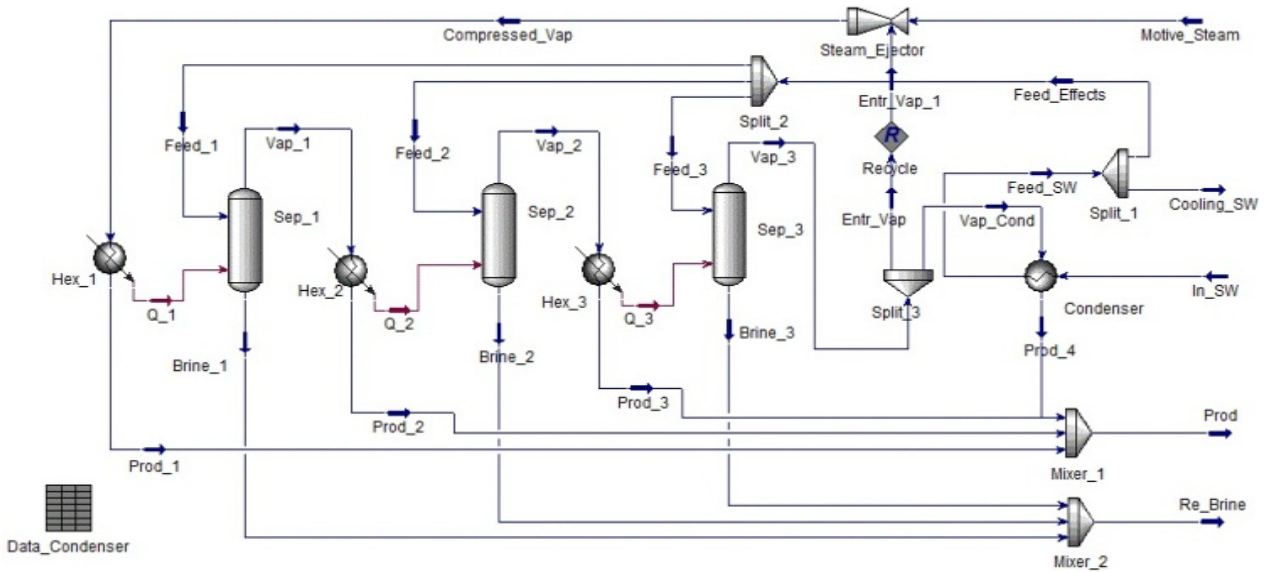 Compressed_Vap
Steam_Ejector
Motive_Steam
Entr_Vap_1
Feed_Effects
Split_2
R
Recycle
Feed_1
Vap_1
Feed_2
Vap_2
Feed_3
Vap_3
Feed_SW
Split_1
Cooling_SW
Sep_1
Sep_2
Sep_3
Entr_Vap
Vap_Cond
Hex_1
Q_1
Hex_2
Q_2
Hex_3
Q_3
Split_3
Condenser
In_SW
Brine_1
Brine_2
Brine_3
Prod_4
Prod_1
Prod_2
Prod_3
Prod
Mixer_1
Re_Brine
Mixer_2
Data_Condenser